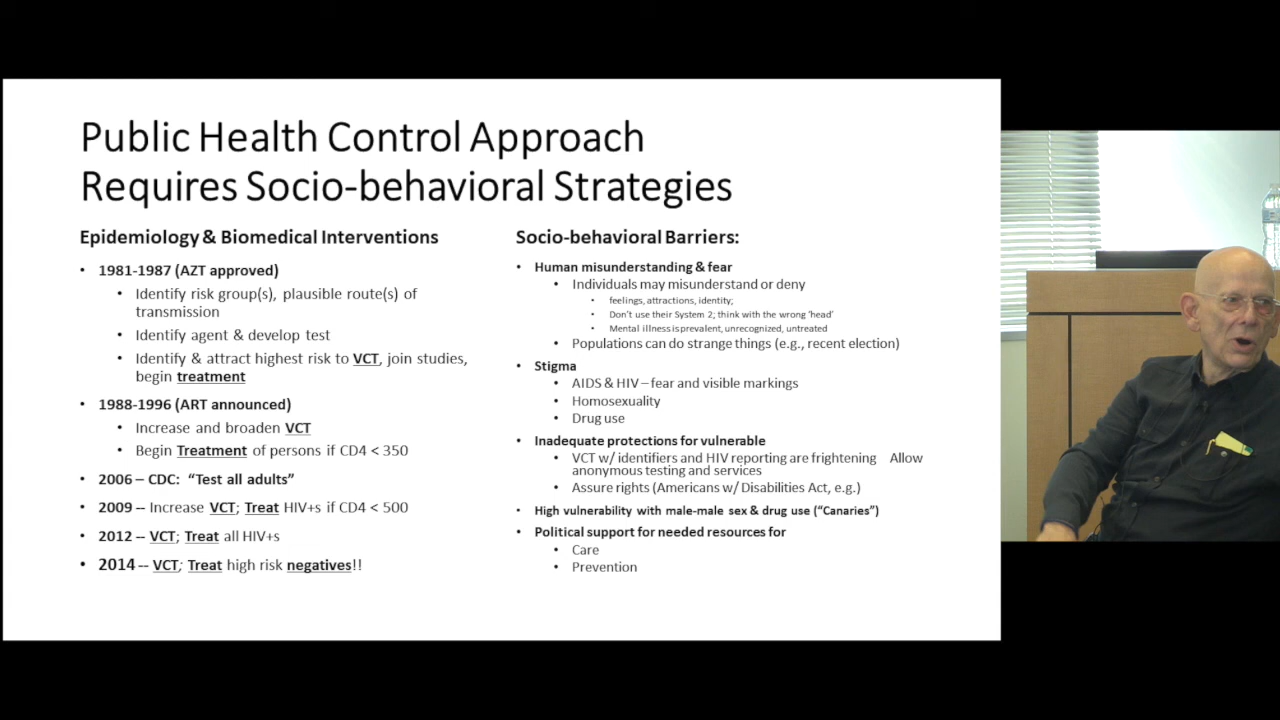 Public Health Control Approach
Requires Socio-behavioral Strategies
Epidemiology & Biomedical Interventions
• 1981-1987 (AZT approved)
• Identify risk group(s), plausible route(s) of
transmission
• Identify agent & develop test
• Identify & attract highest risk to VCT, join studies,
begin treatment
• 1988-1996 (ART announced)
• Increase and broaden VCT
• Begin Treatment of persons if CD4 < 350
• 2006 – CDC: “Test all adults”
• 2009 -- Increase VCT; Treat HIV+s if CD4 < 500
• 2012 -- VCT; Treat all HIV+s
• 2014 -- VCT; Treat high risk negatives!!
Socio-behavioral Barriers:
• Human misunderstanding & fear
• Individuals may misunderstand or deny
• feelings, attractions, identity;
• Don’t use their System 2; think with the wrong ‘head’
• Mental illness is prevalent, unrecognized, untreated
• Populations can do strange things (e.g., recent election)
• Stigma
• AIDS & HIV – fear and visible markings
• Homosexuality
• Drug use
• Inadequate protections for vulnerable
• VCT w/ identifiers and HIV reporting are frightening Allow
anonymous testing and services
• Assure rights (Americans w/ Disabilities Act, e.g.)
• High vulnerability with male-male sex & drug use (“Canaries”)
• Political support for needed resources for
• Care
• Prevention